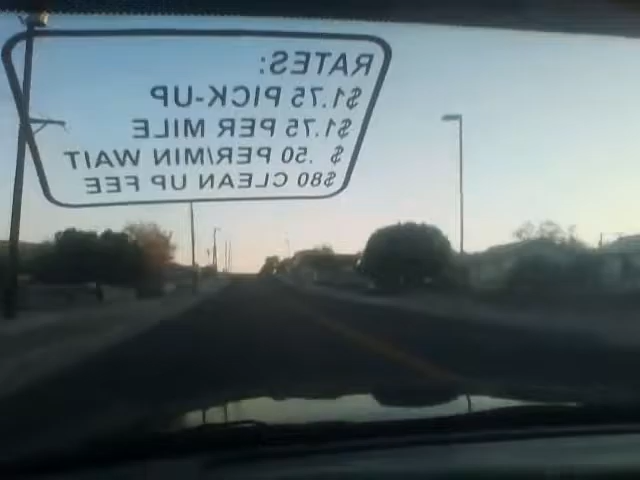 RATES:
$1.75 PICK-UP
$1.75 PER MILE
$ .50 PER/MIN WAIT
$80 CLEAN UP FEE